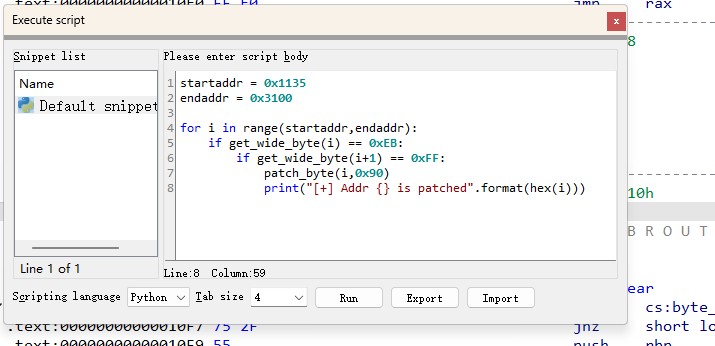 .text:00000000000010F0 FF E0 jmp rax
Execute script
x
8
Snippet list
Please enter script body
Name
Default snippet
1 startaddr = 0x1135
2 endaddr = 0x3100
3
4 for i in range(startaddr,endaddr):
5 if get_wide_byte(i) == 0xEB:
6 if get_wide_byte(i+1) == 0xFF:
7 patch_byte(i,0x90)
8 print("[+] Addr {} is patched".format(hex(i)))
10h
B R O U T
Line 1 of 1
Line:8 Column:59
ear
Scripting language Python Tab size 4 Run Export Import
cs:byte_
.text:00000000000010F7 75 2F jnz short lo
.text:00000000000010F9 55 push rbp